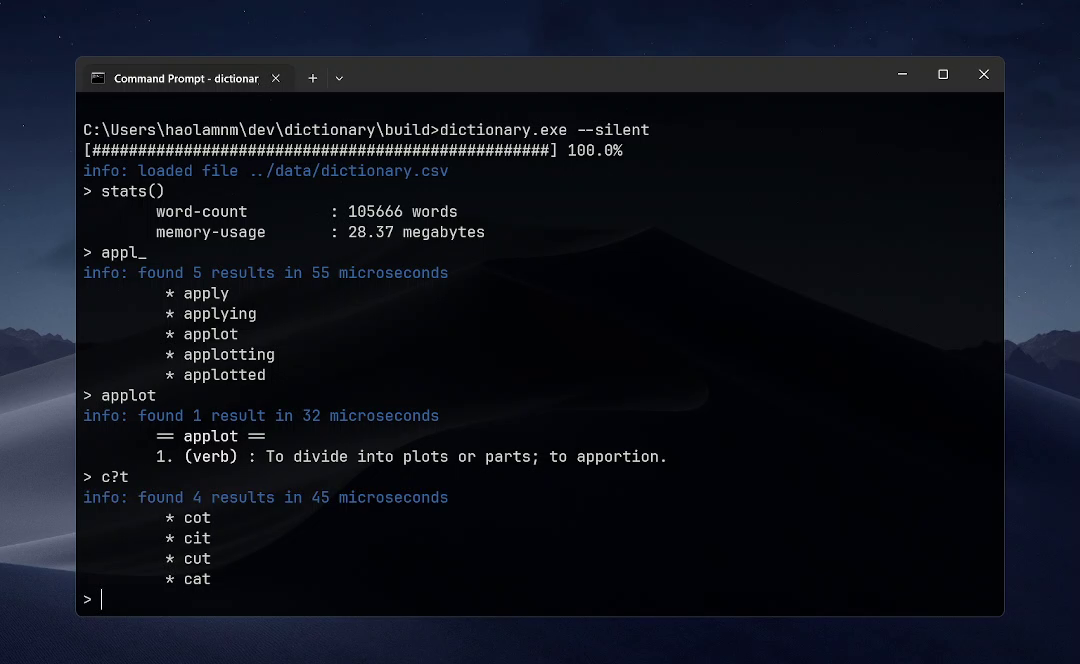 Command Prompt - dictionar
C:\Users\haolamnm\dev\dictionary\build>dictionary.exe --silent
[##################################################] 100.0%
info: loaded file ../data/dictionary.csv
> stats()
word-count : 105666 words
memory-usage : 28.37 megabytes
> appl_
info: found 5 results in 55 microseconds
* apply
* applying
* applot
* applotting
* applotted
> applot
info: found 1 result in 32 microseconds
== applot ==
1. (verb) : To divide into plots or parts; to apportion.
> c?t
info: found 4 results in 45 microseconds
* cot
* cit
* cut
* cat
>